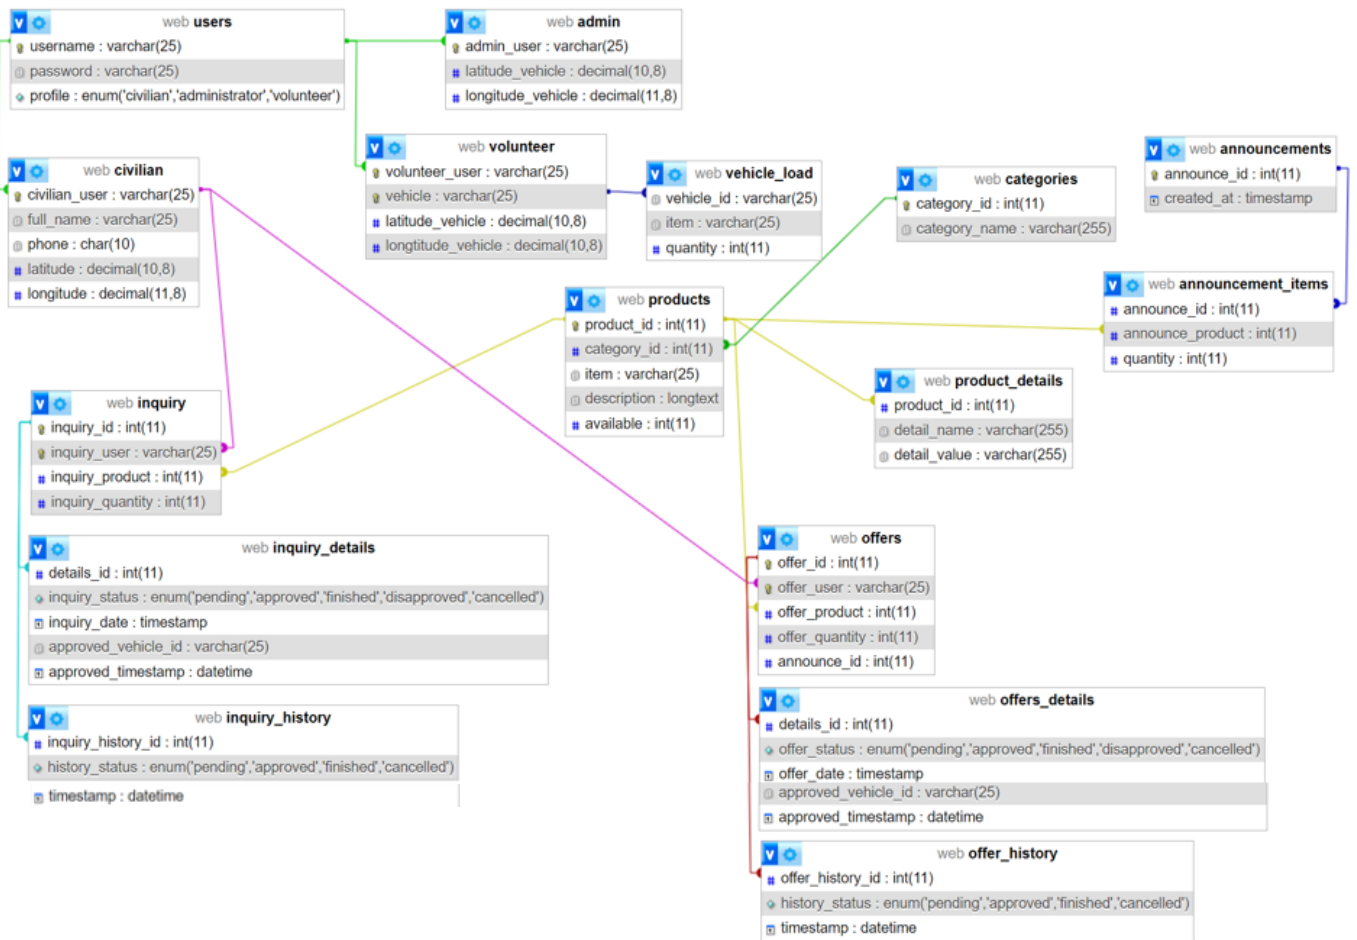 web users
username : varchar(25)
password : varchar(25)
profile : enum('civilian','administrator','volunteer')
web admin
admin_user : varchar(25)
latitude_vehicle : decimal(10,8)
longitude_vehicle : decimal(11,8)
web volunteer
volunteer_user : varchar(25)
vehicle : varchar(25)
latitude_vehicle : decimal(10,8)
longtitude_vehicle : decimal(10,8)
web civilian
civilian_user : varchar(25)
full_name : varchar(25)
phone : char(10)
latitude : decimal(10,8)
longitude : decimal(11,8)
web vehicle_load
vehicle_id : varchar(25)
item : varchar(25)
quantity : int(11)
web categories
category_id : int(11)
category_name : varchar(255)
web announcements
announce_id : int(11)
created_at : timestamp
web announcement_items
announce_id : int(11)
announce_product : int(11)
quantity : int(11)
web products
product_id : int(11)
category_id : int(11)
item : varchar(25)
description : longtext
available : int(11)
web product_details
product_id : int(11)
detail_name : varchar(255)
detail_value : varchar(255)
web inquiry
inquiry_id : int(11)
inquiry_user : varchar(25)
inquiry_product : int(11)
inquiry_quantity : int(11)
web inquiry_details
details_id : int(11)
inquiry_status : enum('pending','approved','finished','disapproved','cancelled')
inquiry_date : timestamp
approved_vehicle_id : varchar(25)
approved_timestamp : datetime
web inquiry_history
inquiry_history_id : int(11)
history_status : enum('pending','approved','finished','cancelled')
timestamp : datetime
web offers
offer_id : int(11)
offer_user : varchar(25)
offer_product : int(11)
offer_quantity : int(11)
announce_id : int(11)
web offers_details
details_id : int(11)
offer_status : enum('pending','approved','finished','disapproved','cancelled')
offer_date : timestamp
approved_vehicle_id : varchar(25)
approved_timestamp : datetime
web offer_history
offer_history_id : int(11)
history_status : enum('pending','approved','finished','cancelled')
timestamp : datetime